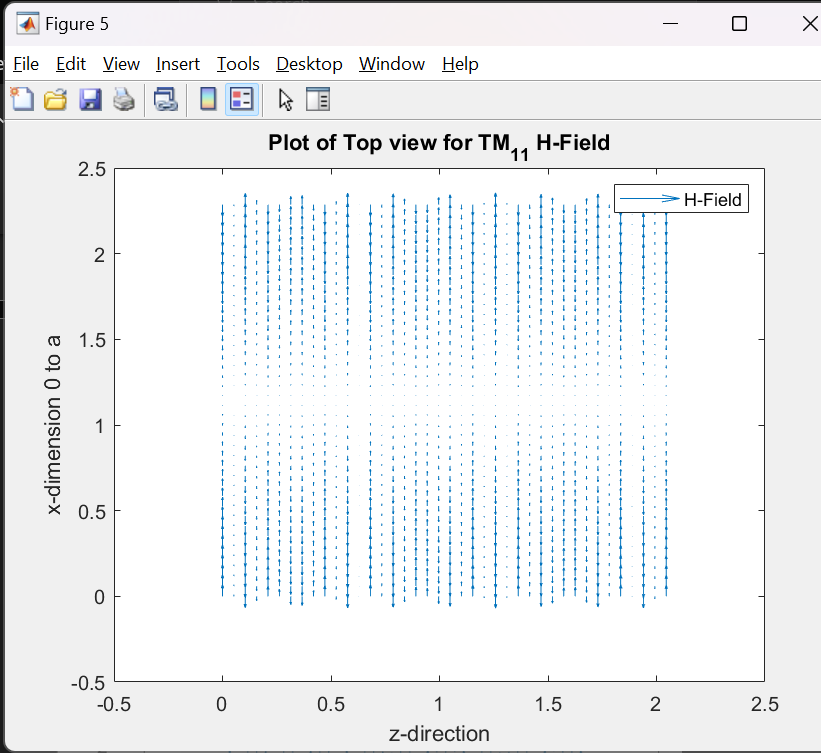 Figure 5
File Edit View Insert Tools Desktop Window Help
Plot of Top view for TM11 H-Field
H-Field
2.5
2
1.5
1
0.5
0
-0.5
x-dimension 0 to a
-0.5 0 0.5 1 1.5 2 2.5
z-direction